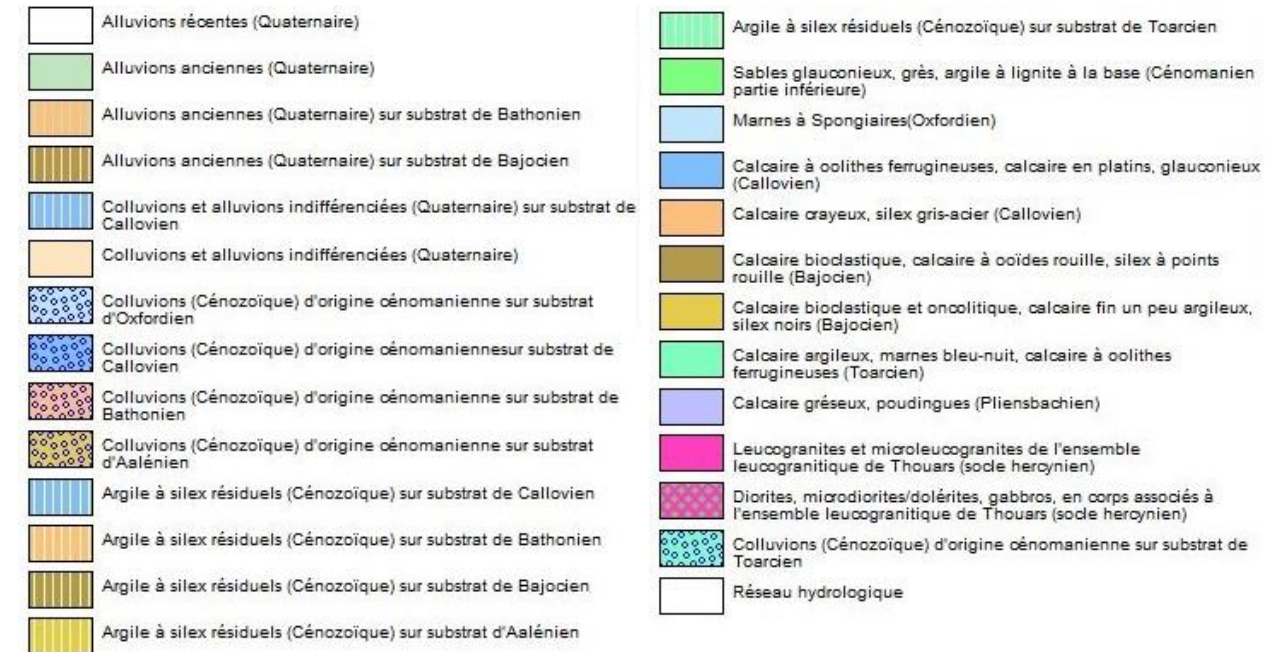 Alluvions récentes (Quaternaire)
Alluvions anciennes (Quaternaire)
Alluvions anciennes (Quaternaire) sur substrat de Bathonien
Alluvions anciennes (Quaternaire) sur substrat de Bajocien
Colluvions et alluvions indifférenciées (Quaternaire) sur substrat de
Callovien
Colluvions et alluvions indifférenciées (Quaternaire)
Colluvions (Cénozoïque) d'origine cénomanienne sur substrat
d'Oxfordien
Colluvions (Cénozoïque) d'origine cénomaniennesur substrat de
Callovien
Colluvions (Cénozoïque) d'origine cénomanienne sur substrat de
Bathonien
Colluvions (Cénozoïque) d'origine cénomanienne sur substrat
d'Aalénien
Argile à silex résiduels (Cénozoïque) sur substrat de Callovien
Argile à silex résiduels (Cénozoïque) sur substrat de Bathonien
Argile à silex résiduels (Cénozoïque) sur substrat de Bajocien
Argile à silex résiduels (Cénozoïque) sur substrat d'Aalénien
Argile à silex résiduels (Cénozoïque) sur substrat de Toarcien
Sables glauconieux, grès, argile à lignite à la base (Cénomanien
partie inférieure)
Marnes à Spongiaires(Oxfordien)
Calcaire à oolithes ferrugineuses, calcaire en platins, glauconieux
(Callovien)
Calcaire crayeux, silex gris-acier (Callovien)
Calcaire bioclastique, calcaire à ooïdes rouille, silex à points
rouille (Bajocien)
Calcaire bioclastique et oncolitique, calcaire fin un peu argileux,
silex noirs (Bajocien)
Calcaire argileux, marnes bleu-nuit, calcaire à oolithes
ferrugineuses (Toarcien)
Calcaire gréseux, poudingues (Pliensbachien)
Leucogranites et microleucogranites de l'ensemble
leucogranitique de Thouars (socle hercynien)
Diorites, microdiorites/dolérites, gabbros, en corps associés à
l'ensemble leucogranitique de Thouars (socle hercynien)
Colluvions (Cénozoïque) d'origine cénomanienne sur substrat de
Toarcien
Réseau hydrologique